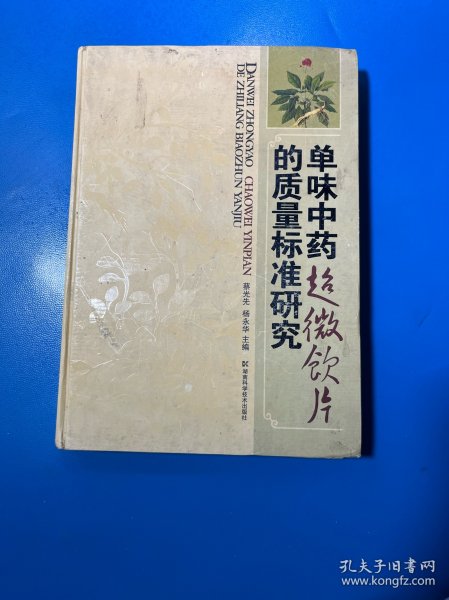 单味中药超微饮片
的质量标准研究
DANWEI ZHONGYAO CHAOWEI YINPIAN
DE ZHILIANG BIAOZHUN YANJIU
蔡光先 杨永华 主编
湖南科学技术出版社
孔夫子旧书网
www.kongfz.com